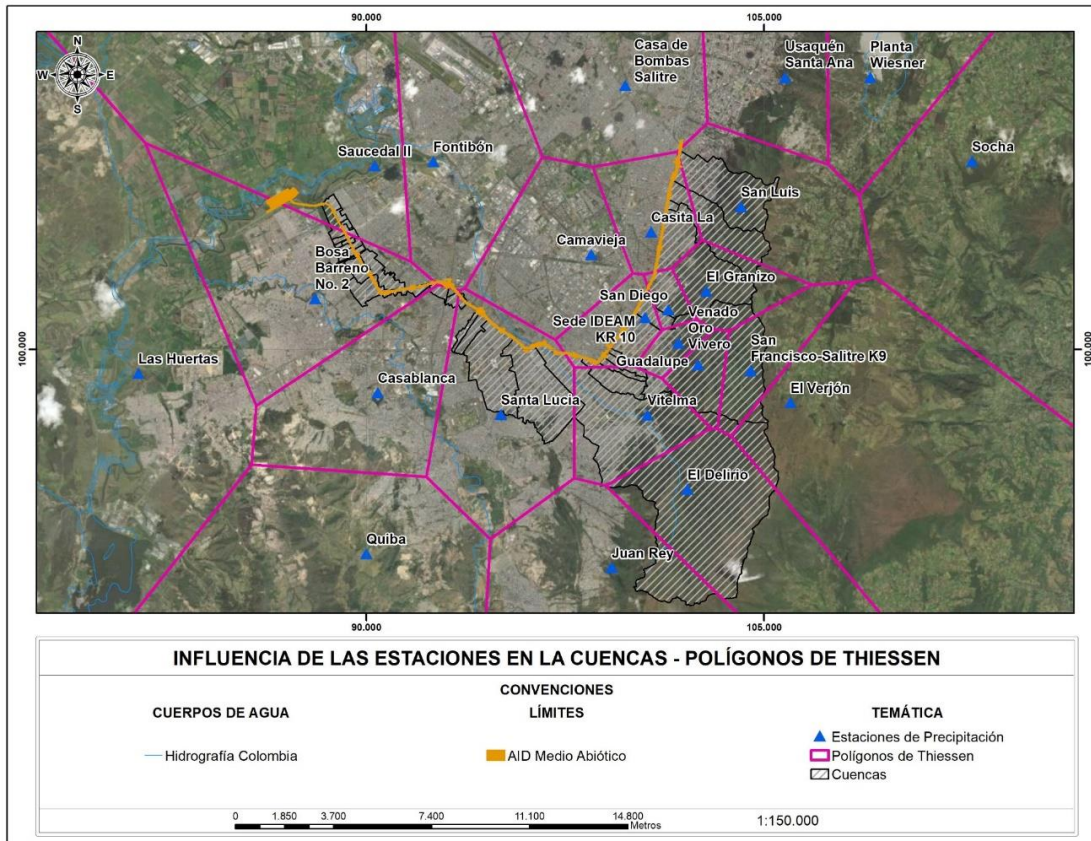 90.000
105.000
N
W
E
S
Casa de
Bombas
Salitre
Usaquén
Santa Ana
Planta
Wiesner
Saucedal II
Fontibón
Socha
San Luis
Casita La
Camavieja
Bosa
Barreno
No. 2
El Granizo
San Diego
Sede IDEAM
KR 10
Venado
Oro
Vivero
San
Francisco-Salitre K9
Guadalupe
100.000
100.000
Las Huertas
Casablanca
El Verjón
Santa Lucia
Vitelma
El Delirio
Quiba
Juan Rey
90.000
105.000
INFLUENCIA DE LAS ESTACIONES EN LA CUENCAS - POLÍGONOS DE THIESSEN
CONVENCIONES
CUERPOS DE AGUA
LÍMITES
TEMÁTICA
Hidrografía Colombia
AID Medio Abiótico
Estaciones de Precipitación
Polígonos de Thiessen
Cuencas
0 1.850 3.700 7.400 11.100 14.800
Metros
1:150.000